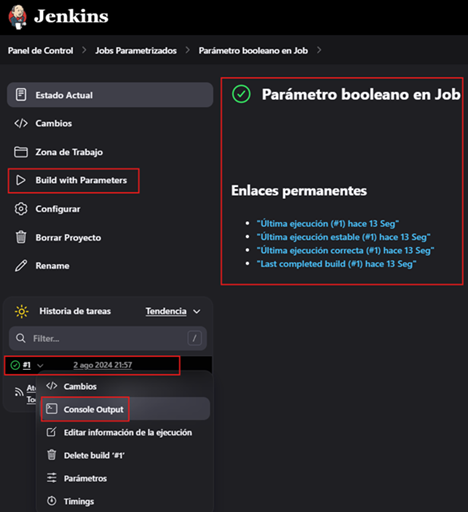 Jenkins
Panel de Control > Jobs Parametrizados > Parámetro booleano en Job >
Estado Actual
Cambios
Zona de Trabajo
Build with Parameters
Configurar
Borrar Proyecto
Rename
Parámetro booleano en Job
Enlaces permanentes
"Última ejecución (#1) hace 13 Seg"
"Última ejecución estable (#1) hace 13 Seg"
"Última ejecución correcta (#1) hace 13 Seg"
"Last completed build (#1) hace 13 Seg"
Historia de tareas Tendencia
Filter... /
#1 2 ago 2024 21:57
Cambios
Console Output
Editar información de la ejecución
Delete build '#1'
Parámetros
Timings